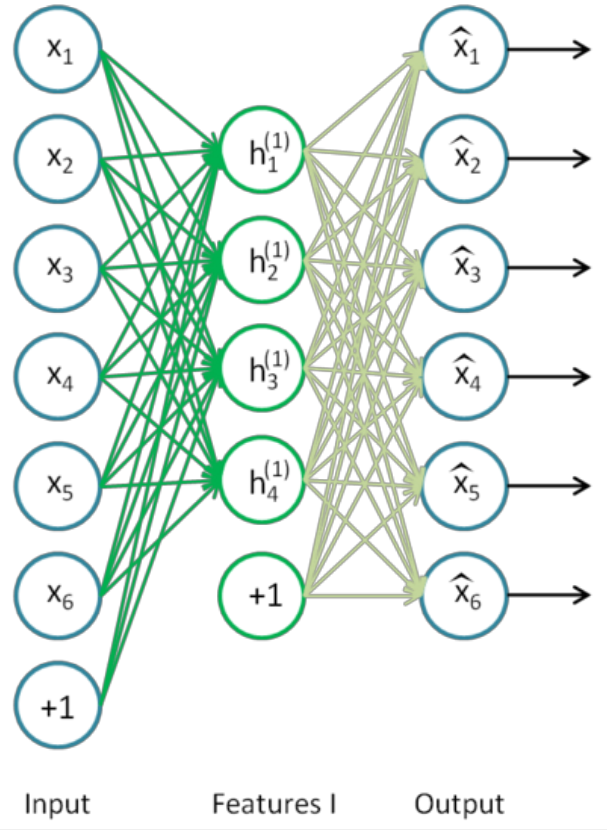 x₁ h₁⁽¹⁾ x̂₁
x₂ h₂⁽¹⁾ x̂₂
x₃ h₃⁽¹⁾ x̂₃
x₄ h₄⁽¹⁾ x̂₄
x₅ +1 x̂₅
x₆ x̂₆
+1
Input Features I Output